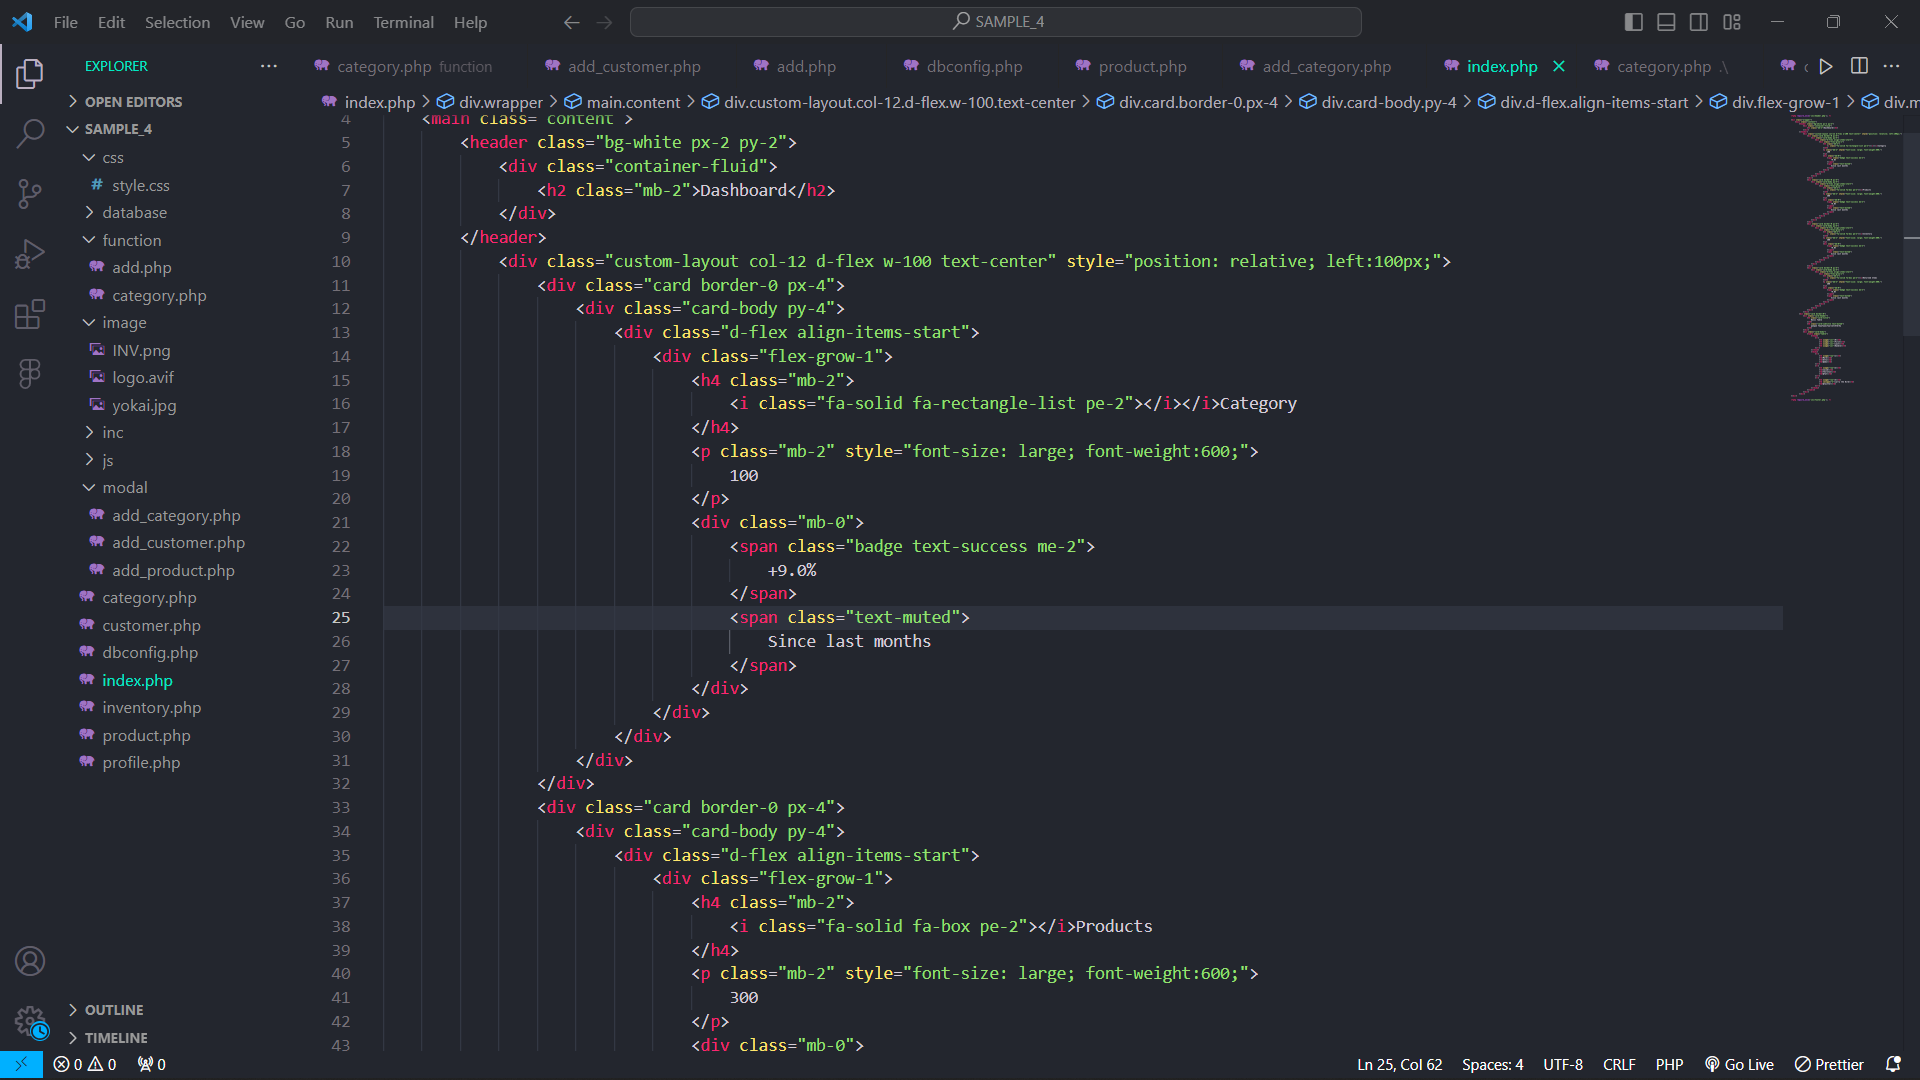 File Edit Selection View Go Run Terminal Help
SAMPLE_4
EXPLORER
category.php function add_customer.php add.php dbconfig.php product.php add_category.php index.php category.php .\
index.php > div.wrapper > main.content > div.custom-layout.col-12.d-flex.w-100.text-center > div.card.border-0.px-4 > div.card-body.py-4 > div.d-flex.align-items-start > div.flex-grow-1 > div.m
OPEN EDITORS
SAMPLE_4
css
# style.css
database
function
add.php
category.php
image
INV.png
logo.avif
yokai.jpg
inc
js
modal
add_category.php
add_customer.php
add_product.php
category.php
customer.php
dbconfig.php
index.php
inventory.php
product.php
profile.php
OUTLINE
TIMELINE
4 <main class="content">
5 <header class="bg-white px-2 py-2">
6 <div class="container-fluid">
7 <h2 class="mb-2">Dashboard</h2>
8 </div>
9 </header>
10 <div class="custom-layout col-12 d-flex w-100 text-center" style="position: relative; left:100px;">
11 <div class="card border-0 px-4">
12 <div class="card-body py-4">
13 <div class="d-flex align-items-start">
14 <div class="flex-grow-1">
15 <h4 class="mb-2">
16 <i class="fa-solid fa-rectangle-list pe-2"></i></i>Category
17 </h4>
18 <p class="mb-2" style="font-size: large; font-weight:600;">
19 100
20 </p>
21 <div class="mb-0">
22 <span class="badge text-success me-2">
23 +9.0%
24 </span>
25 <span class="text-muted">
26 Since last months
27 </span>
28 </div>
29 </div>
30 </div>
31 </div>
32 </div>
33 <div class="card border-0 px-4">
34 <div class="card-body py-4">
35 <div class="d-flex align-items-start">
36 <div class="flex-grow-1">
37 <h4 class="mb-2">
38 <i class="fa-solid fa-box pe-2"></i>Products
39 </h4>
40 <p class="mb-2" style="font-size: large; font-weight:600;">
41 300
42 </p>
43 <div class="mb-0">
0 0 0
Ln 25, Col 62 Spaces: 4 UTF-8 CRLF PHP Go Live Prettier